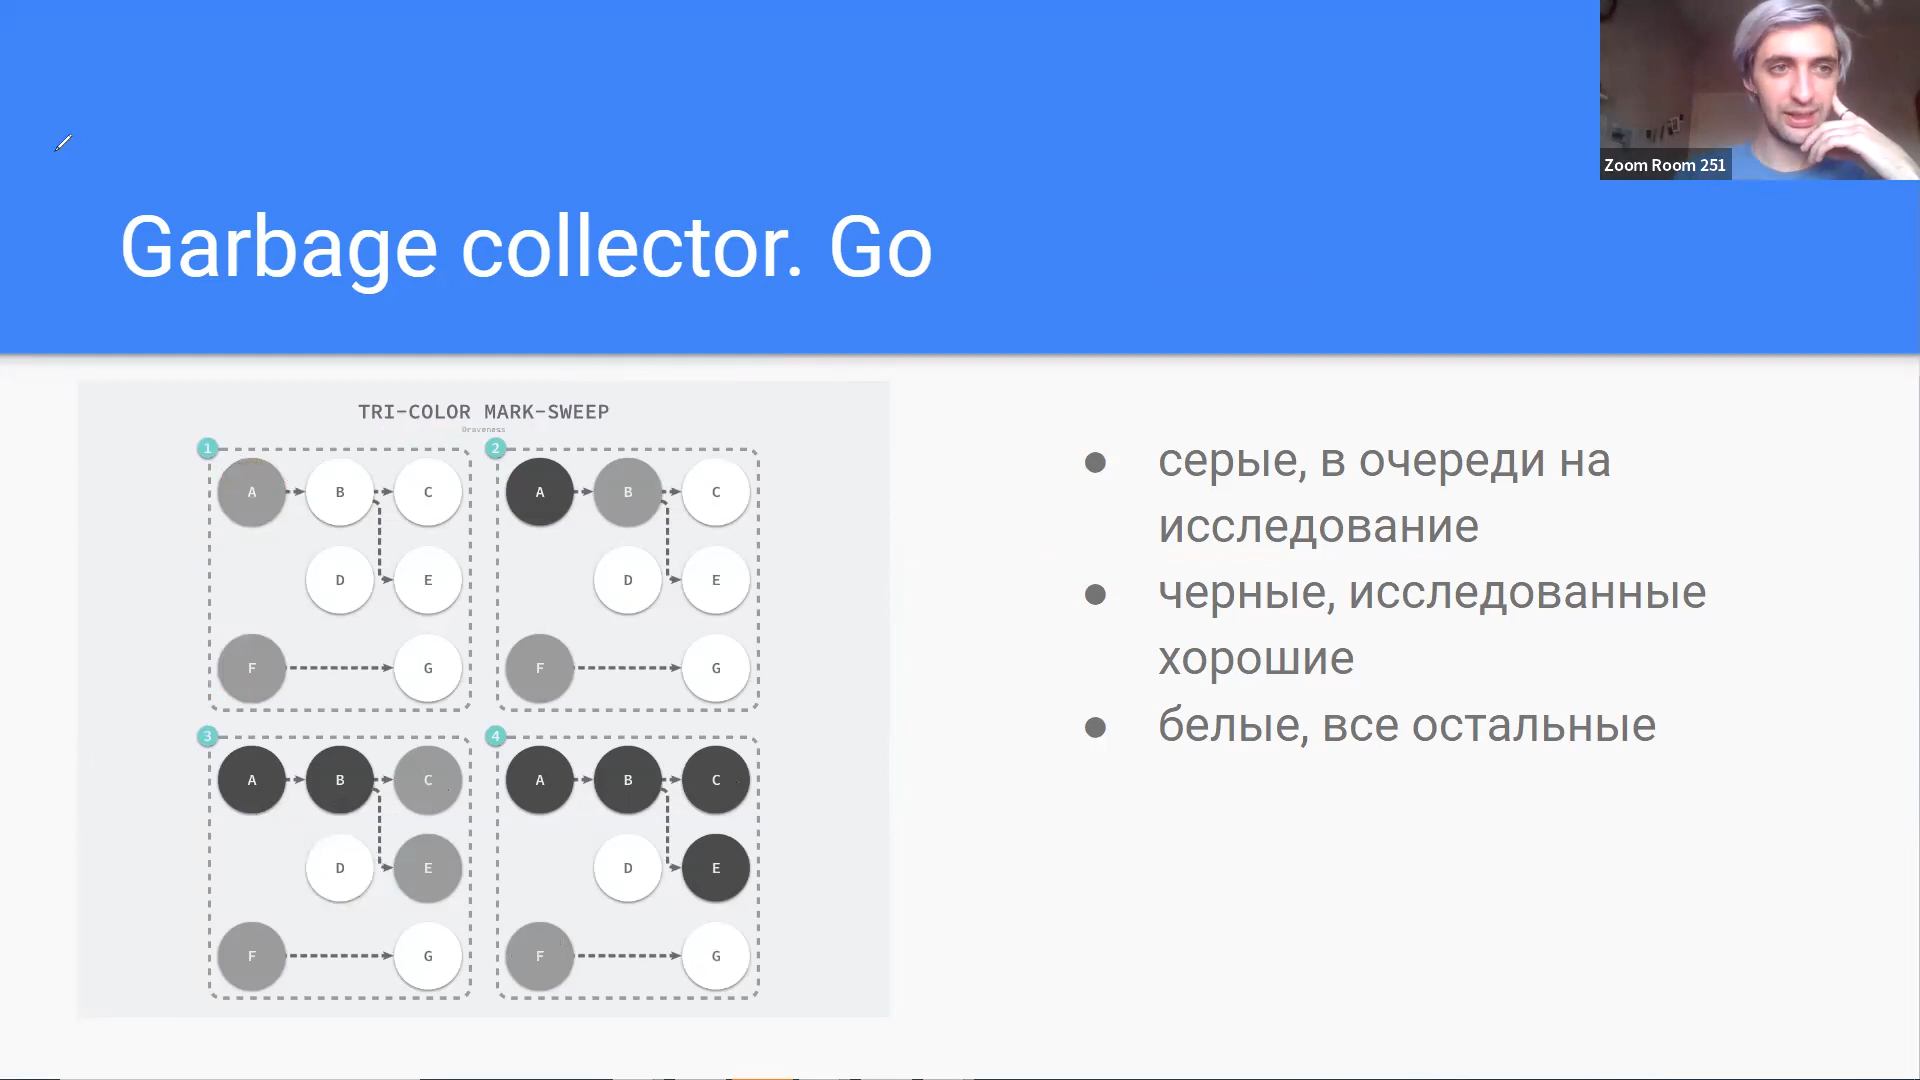 Zoom Room 251
Garbage collector. Go
TRI-COLOR MARK-SWEEP
Draveness
1
A B C
D E
F G
2
A B C
D E
F G
3
A B C
D E
F G
4
A B C
D E
F G
● серые, в очереди на
исследование
● черные, исследованные
хорошие
● белые, все остальные